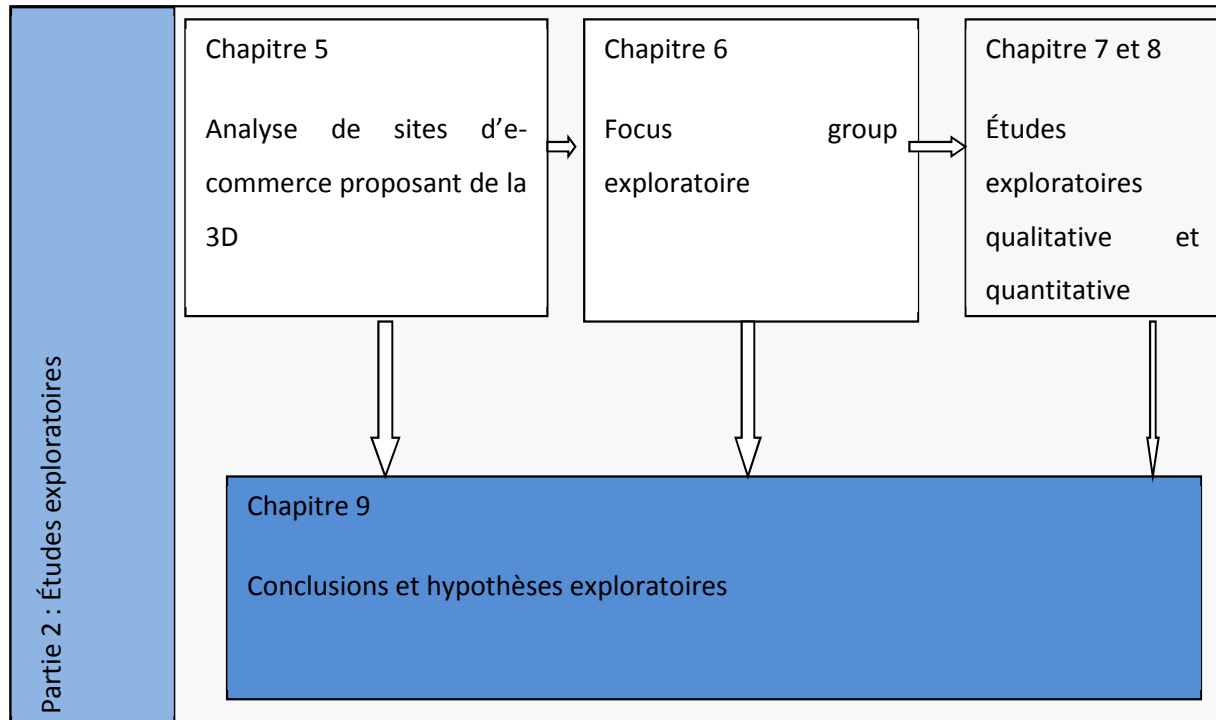 Partie 2 : Études exploratoires
Chapitre 5
Analyse de sites d'e-
commerce proposant de la
3D
Chapitre 6
Focus group
exploratoire
Chapitre 7 et 8
Études
exploratoires
qualitative et
quantitative
Chapitre 9
Conclusions et hypothèses exploratoires